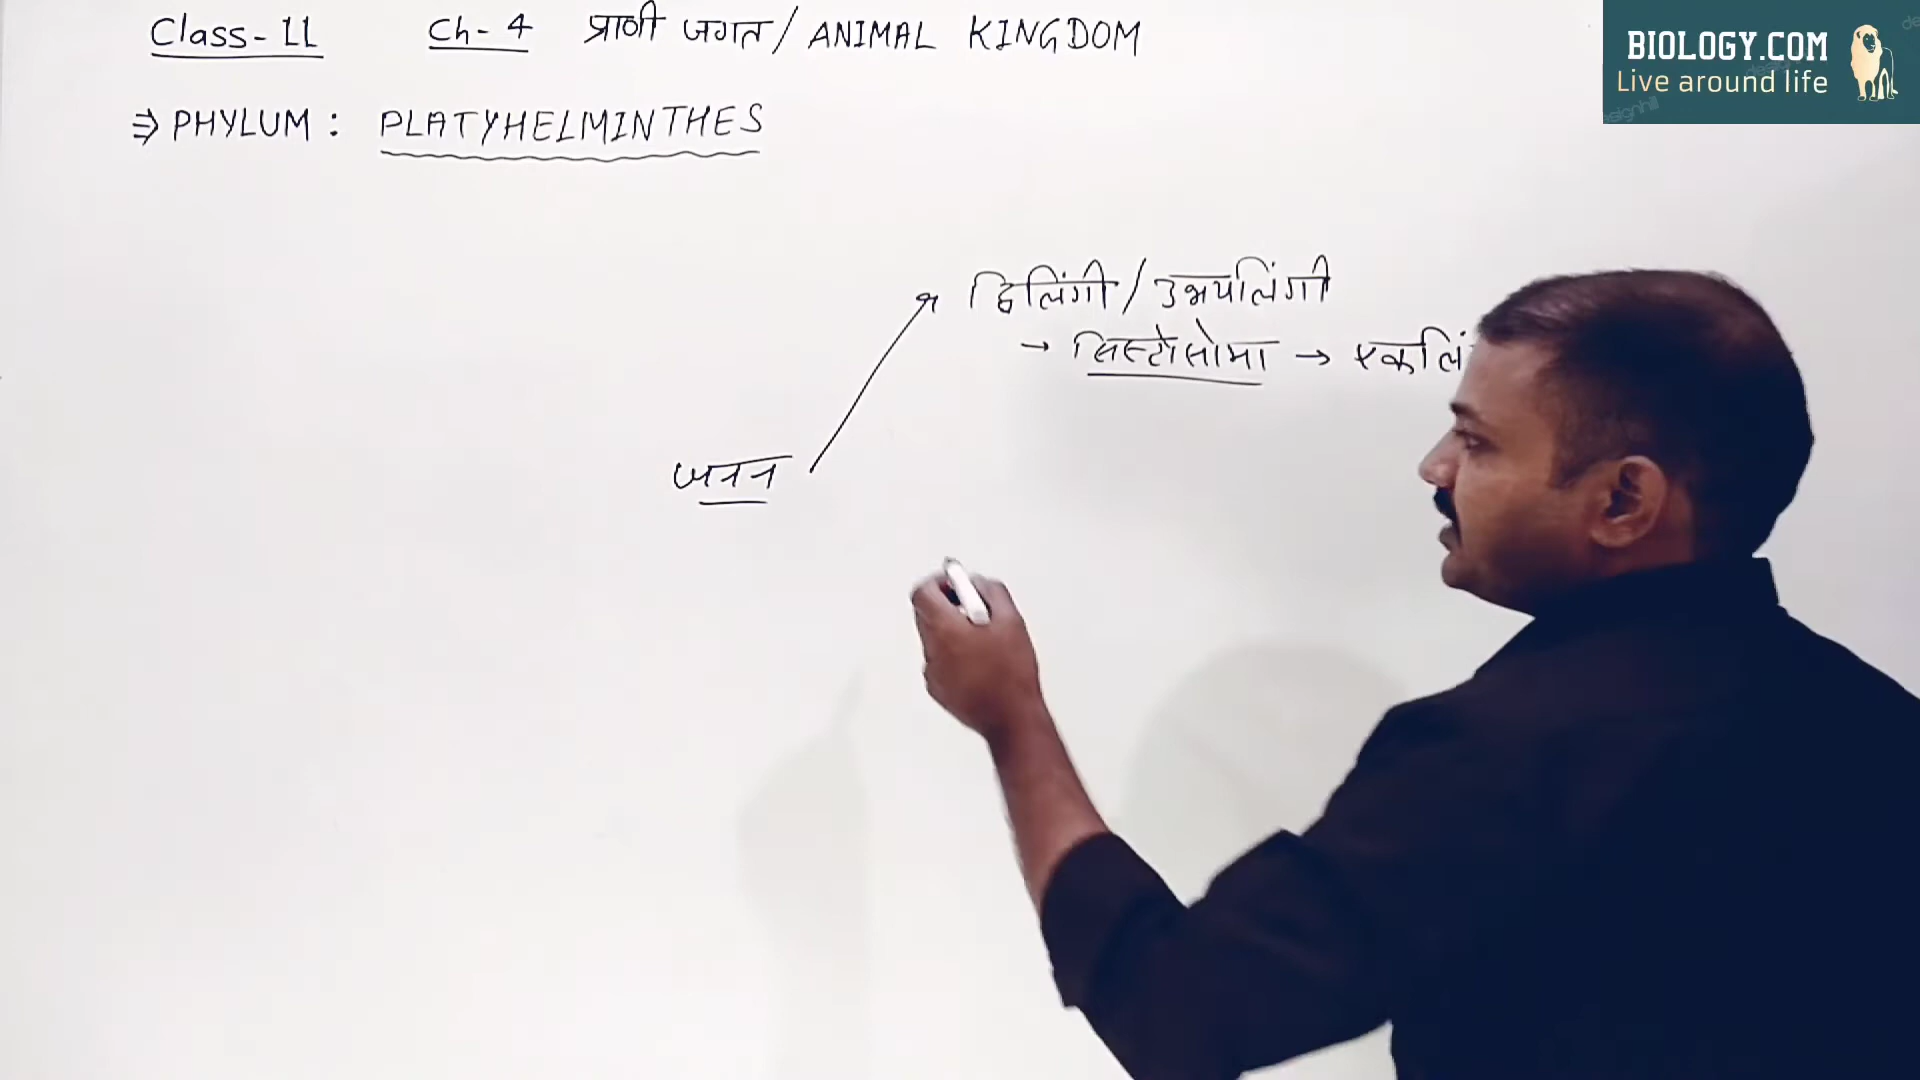 Class-11 Ch-4 प्राणी जगत/ANIMAL KINGDOM
BIOLOGY.COM
Live around life
⇒ PHYLUM: PLATYHELMINTHES
द्विलिंगी/उभयलिंगी
→ सिस्टोसोमा → एकलिं
जनन